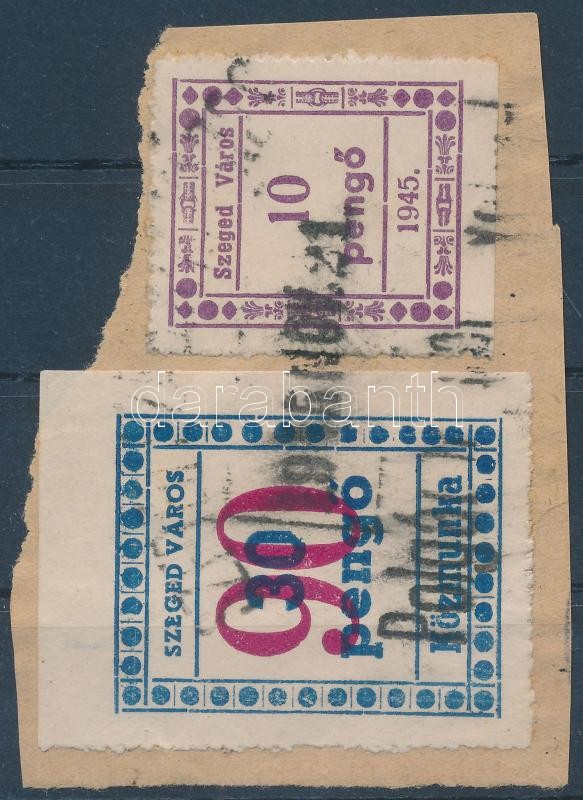 Szeged Város
10
pengő
1945.
darabanth
SZEGED VÁROS
30
90.
pengő
Közmunka